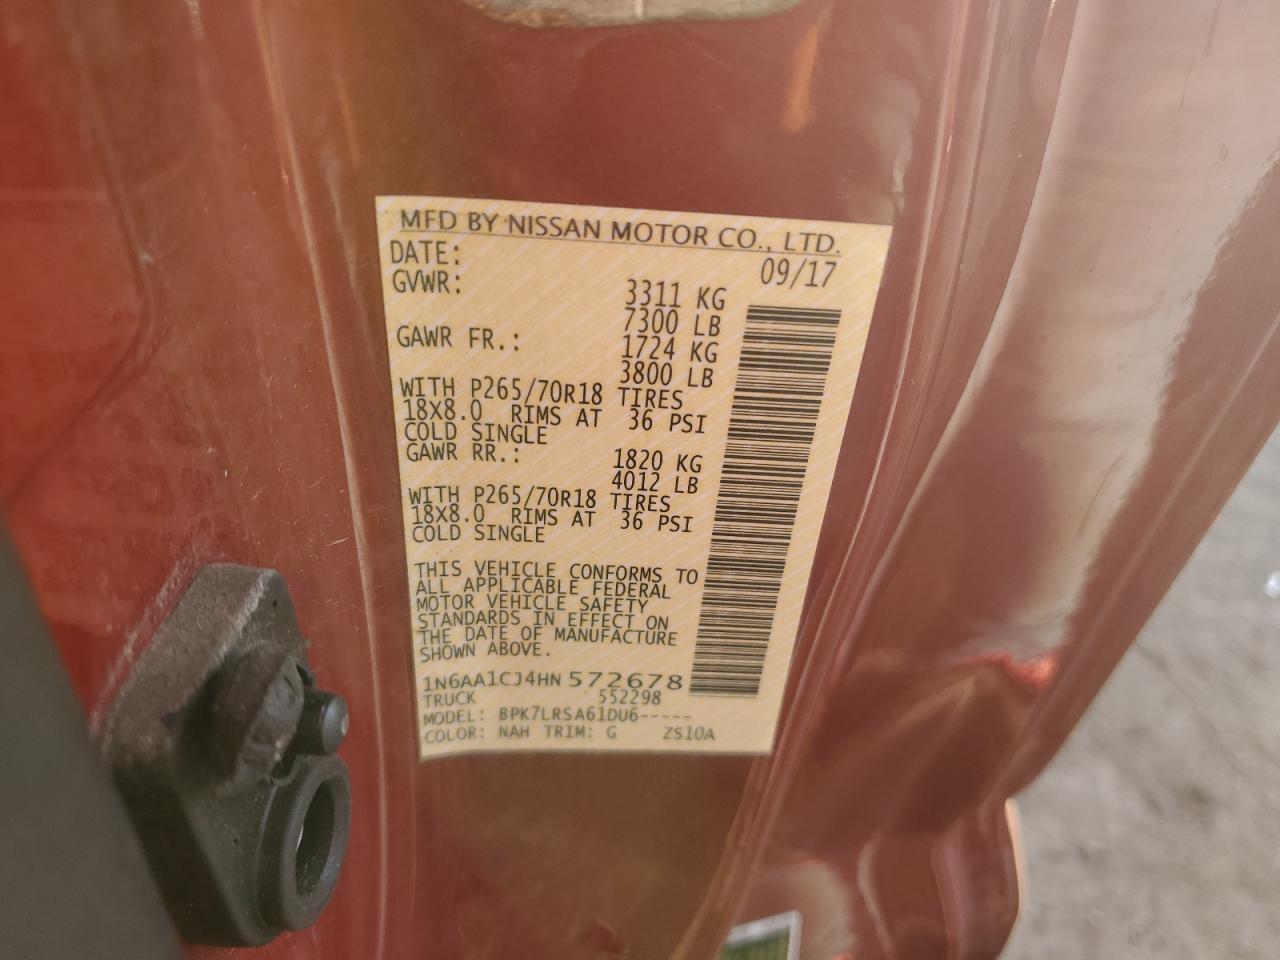 MFD BY NISSAN MOTOR CO., LTD.
DATE: 09/17
GVWR: 3311 KG
7300 LB
GAWR FR.: 1724 KG
3800 LB
WITH P265/70R18 TIRES
18X8.0 RIMS AT 36 PSI
COLD SINGLE
GAWR RR.: 1820 KG
4012 LB
WITH P265/70R18 TIRES
18X8.0 RIMS AT 36 PSI
COLD SINGLE
THIS VEHICLE CONFORMS TO
ALL APPLICABLE FEDERAL
MOTOR VEHICLE SAFETY
STANDARDS IN EFFECT ON
THE DATE OF MANUFACTURE
SHOWN ABOVE.
1N6AA1CJ4HN572678
TRUCK 552298
MODEL: BPK7LRSA61DU6-----
COLOR: NAH TRIM: G ZS10A